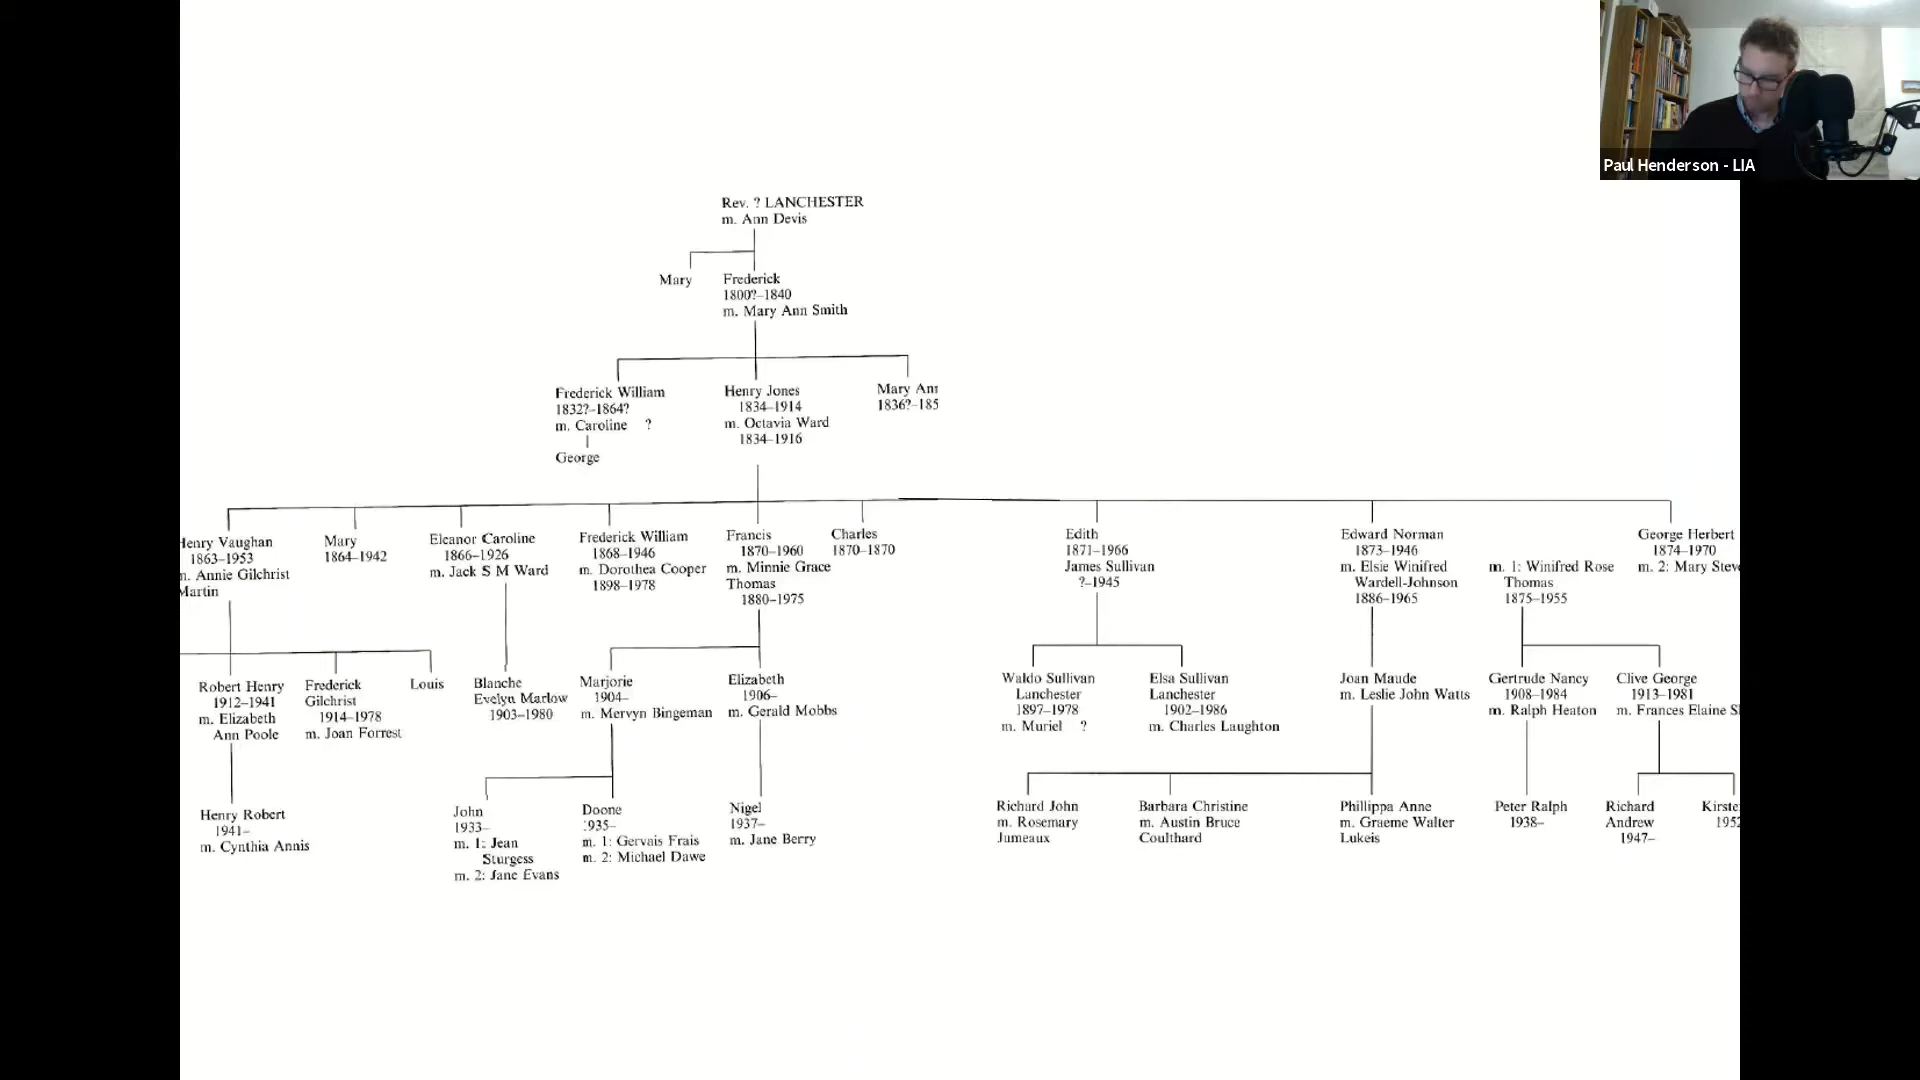 Paul Henderson - LIA
Rev. ? LANCHESTER
m. Ann Devis
Mary
Frederick
1800?–1840
m. Mary Ann Smith
Frederick William
1832?–1864?
m. Caroline ?
George
Henry Jones
1834–1914
m. Octavia Ward
1834–1916
Mary Ann
1836?–185
Henry Vaughan
1863–1953
m. Annie Gilchrist
Martin
Mary
1864–1942
Eleanor Caroline
1866–1926
m. Jack S M Ward
Frederick William
1868–1946
m. Dorothea Cooper
1898–1978
Francis
1870–1960
m. Minnie Grace
Thomas
1880–1975
Charles
1870–1870
Edith
1871–1966
James Sullivan
?–1945
Edward Norman
1873–1946
m. Elsie Winifred
Wardell-Johnson
1886–1965
m. 1: Winifred Rose
Thomas
1875–1955
George Herbert
1874–1970
m. 2: Mary Stev
Robert Henry
1912–1941
m. Elizabeth
Ann Poole
Frederick
Gilchrist
1914–1978
m. Joan Forrest
Louis
Blanche
Evelyn Marlow
1903–1980
Marjorie
1904–
m. Mervyn Bingeman
Elizabeth
1906–
m. Gerald Mobbs
Waldo Sullivan
Lanchester
1897–1978
m. Muriel ?
Elsa Sullivan
Lanchester
1902–1986
m. Charles Laughton
Joan Maude
m. Leslie John Watts
Gertrude Nancy
1908–1984
m. Ralph Heaton
Clive George
1913–1981
m. Frances Elaine S
Henry Robert
1941–
m. Cynthia Annis
John
1933–
m. 1: Jean
Sturgess
m. 2: Jane Evans
Doone
1935–
m. 1: Gervais Frais
m. 2: Michael Dawe
Nigel
1937–
m. Jane Berry
Richard John
m. Rosemary
Jumeaux
Barbara Christine
m. Austin Bruce
Coulthard
Phillippa Anne
m. Graeme Walter
Lukeis
Peter Ralph
1938–
Richard
Andrew
1947–
Kirste
1952